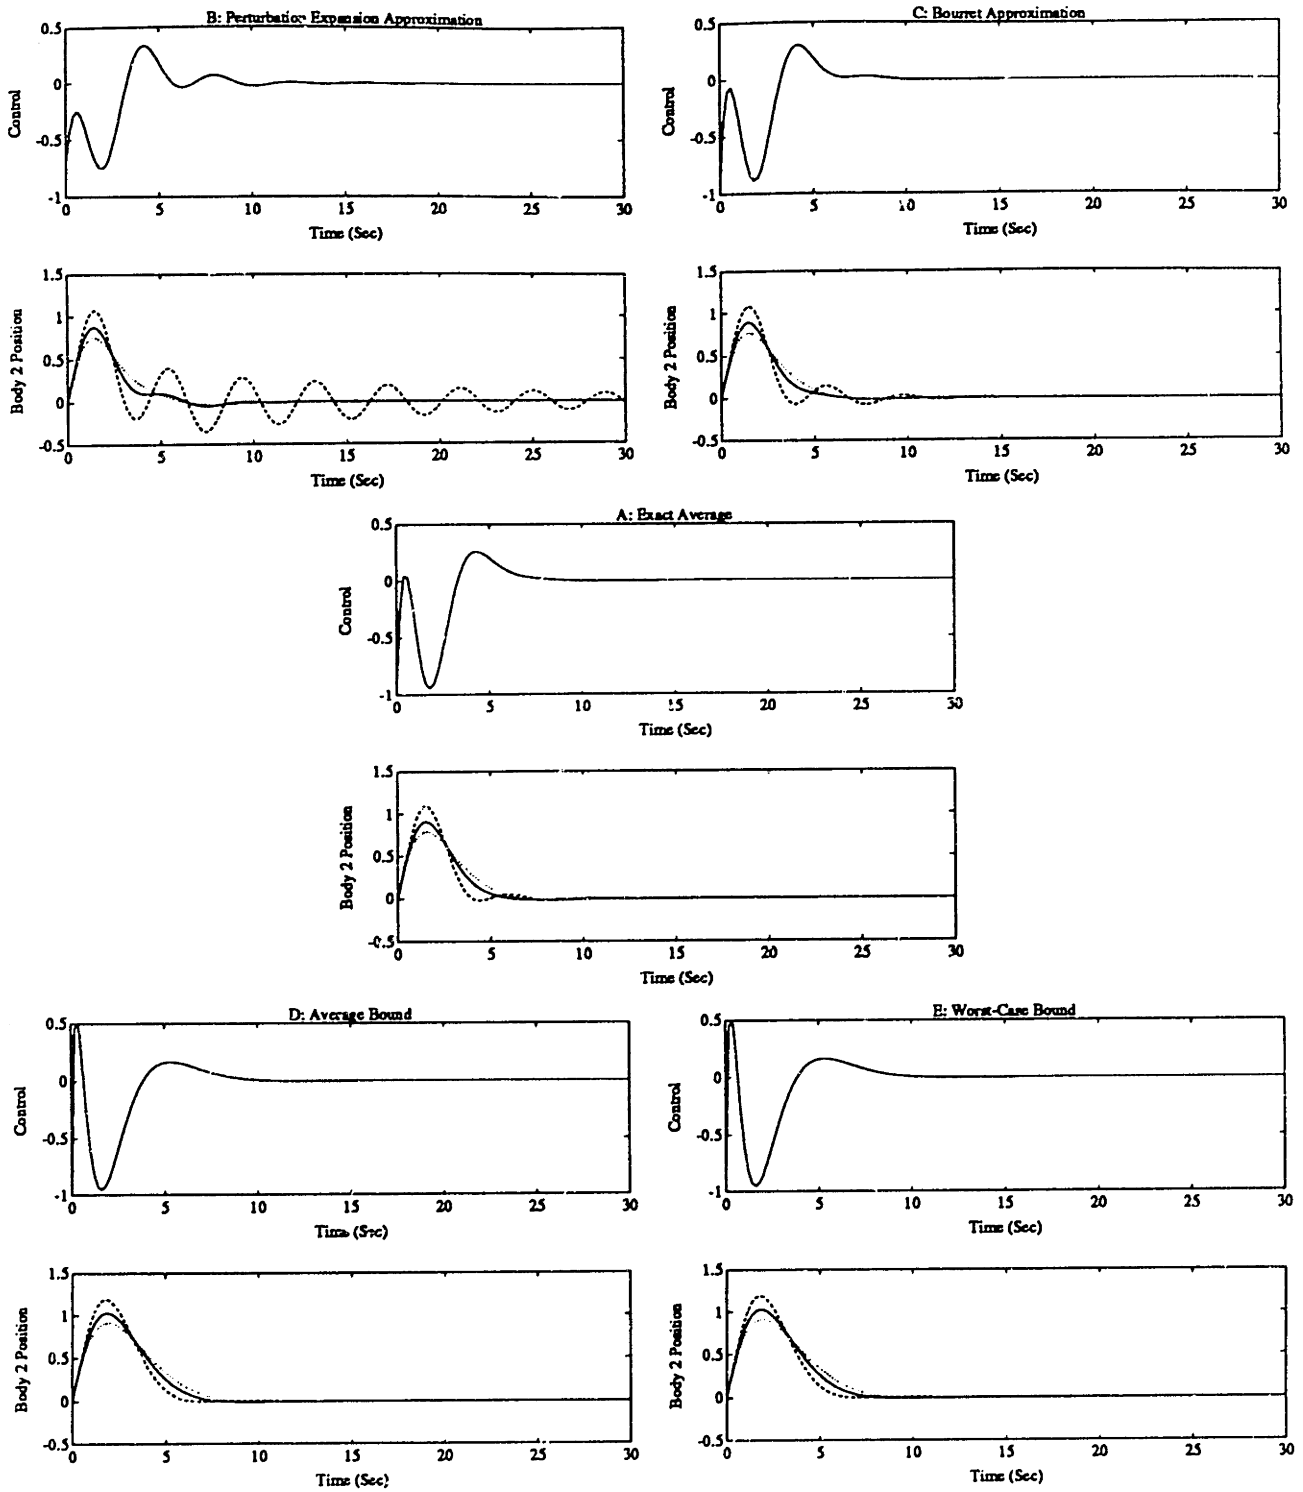 B: Perturbation Expansion Approximation
0.5
0
-0.5
-1
Control
0 5 10 15 20 25 30
Time (Sec)
1.5
1
0.5
0
-0.5
Body 2 Position
0 5 10 15 20 25 30
Time (Sec)
C: Bourret Approximation
0.5
0
-0.5
-1
Control
0 5 10 15 20 25 30
Time (Sec)
1.5
1
0.5
0
-0.5
Body 2 Position
0 5 10 15 20 25 30
Time (Sec)
A: Exact Average
0.5
0
-0.5
-1
Control
0 5 10 15 20 25 30
Time (Sec)
1.5
1
0.5
0
-0.5
Body 2 Position
0 5 10 15 20 25 30
Time (Sec)
D: Average Bound
0.5
0
-0.5
-1
Control
0 5 10 15 20 25 30
Time (Sec)
1.5
1
0.5
0
-0.5
Body 2 Position
0 5 10 15 20 25 30
Time (Sec)
E: Worst-Case Bound
0.5
0
-0.5
-1
Control
0 5 10 15 20 25 30
Time (Sec)
1.5
1
0.5
0
-0.5
Body 2 Position
0 5 10 15 20 25 30
Time (Sec)